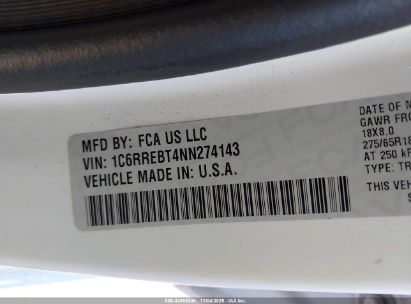 MFD BY: FCA US LLC
VIN: 1C6RREBT4NN274143
VEHICLE MADE IN: U.S.A.
DATE OF M
GAWR FRO
18X8.0
275/65R18
AT 250 kP
TYPE: TR
THIS VEH